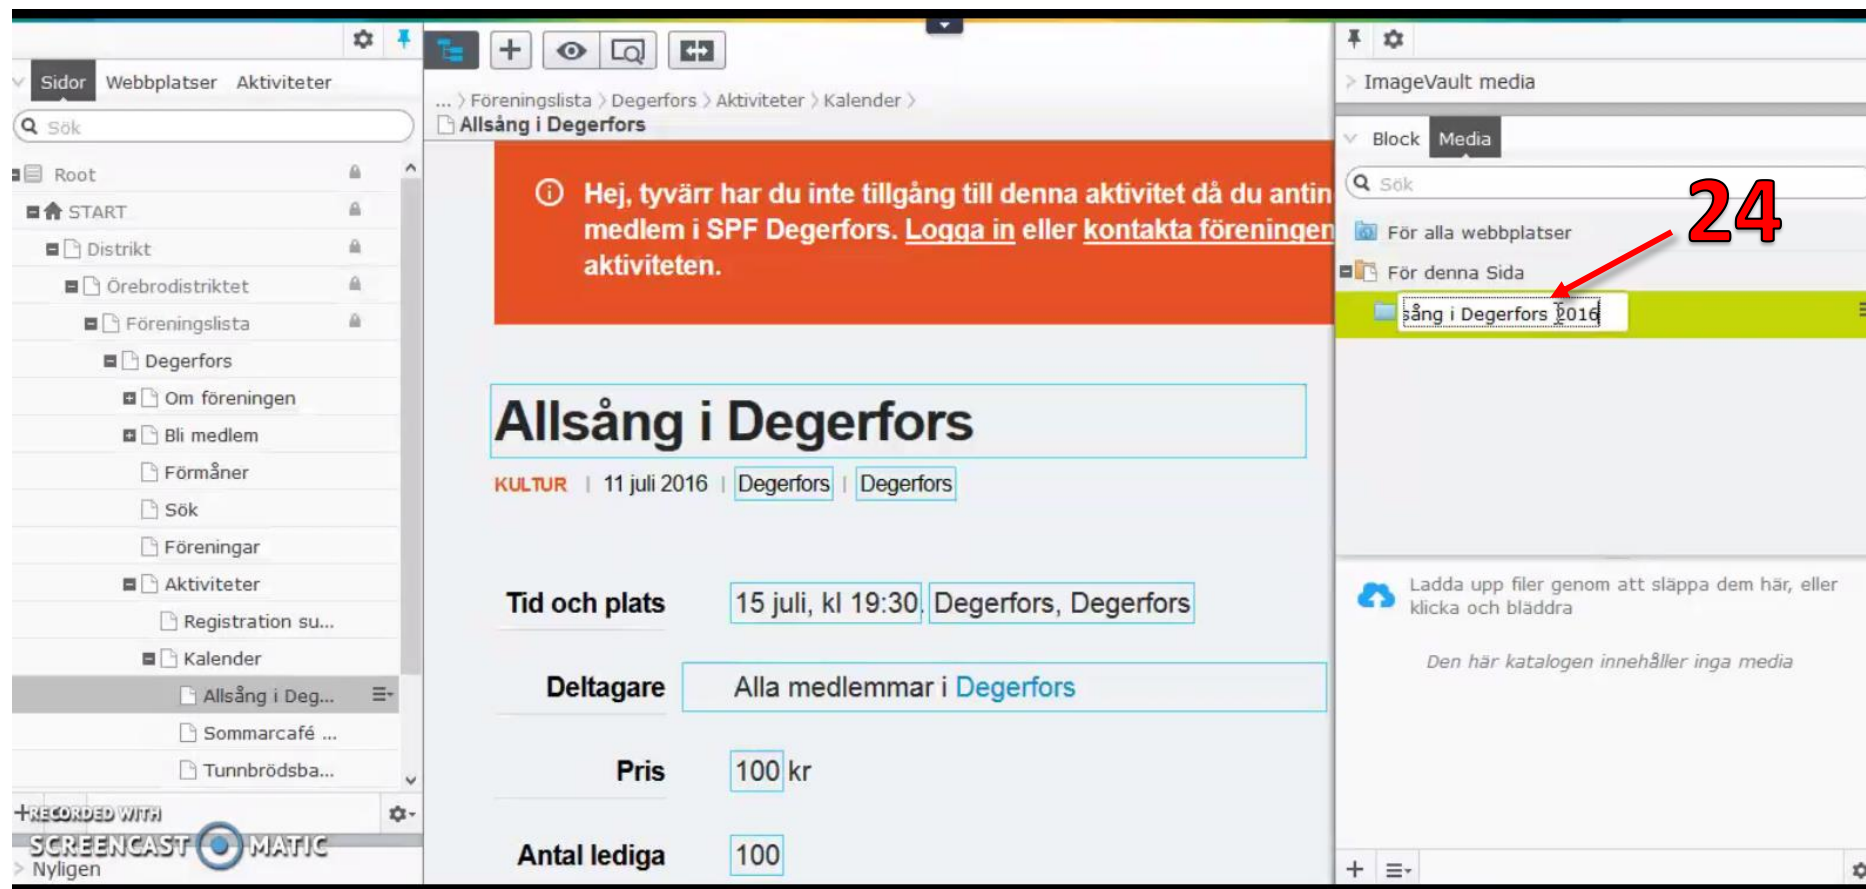 Sidor Webbplatser Aktiviteter
Sök
Root
START
Distrikt
Örebrodistriktet
Föreningslista
Degerfors
Om föreningen
Bli medlem
Förmåner
Sök
Föreningar
Aktiviteter
Registration su...
Kalender
Allsång i Deg...
Sommarcafé ...
Tunnbrödsba...
RECORDED WITH
SCREENCAST MATIC
Nyligen
... > Föreningslista > Degerfors > Aktiviteter > Kalender >
Allsång i Degerfors
Hej, tyvärr har du inte tillgång till denna aktivitet då du antin
medlem i SPF Degerfors. Logga in eller kontakta föreningen
aktiviteten.
Allsång i Degerfors
KULTUR | 11 juli 2016 | Degerfors | Degerfors
Tid och plats 15 juli, kl 19:30. Degerfors, Degerfors
Deltagare Alla medlemmar i Degerfors
Pris 100 kr
Antal lediga 100
> ImageVault media
Block Media
Sök
24
För alla webbplatser
För denna Sida
sång i Degerfors 2016
Ladda upp filer genom att släppa dem här, eller
klicka och bläddra
Den här katalogen innehåller inga media